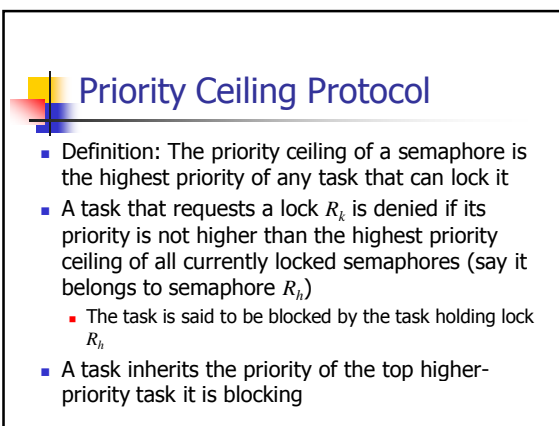 Priority Ceiling Protocol
Definition: The priority ceiling of a semaphore is
the highest priority of any task that can lock it
A task that requests a lock Rk is denied if its
priority is not higher than the highest priority
ceiling of all currently locked semaphores (say it
belongs to semaphore Rh)
The task is said to be blocked by the task holding lock
Rh
A task inherits the priority of the top higher-
priority task it is blocking